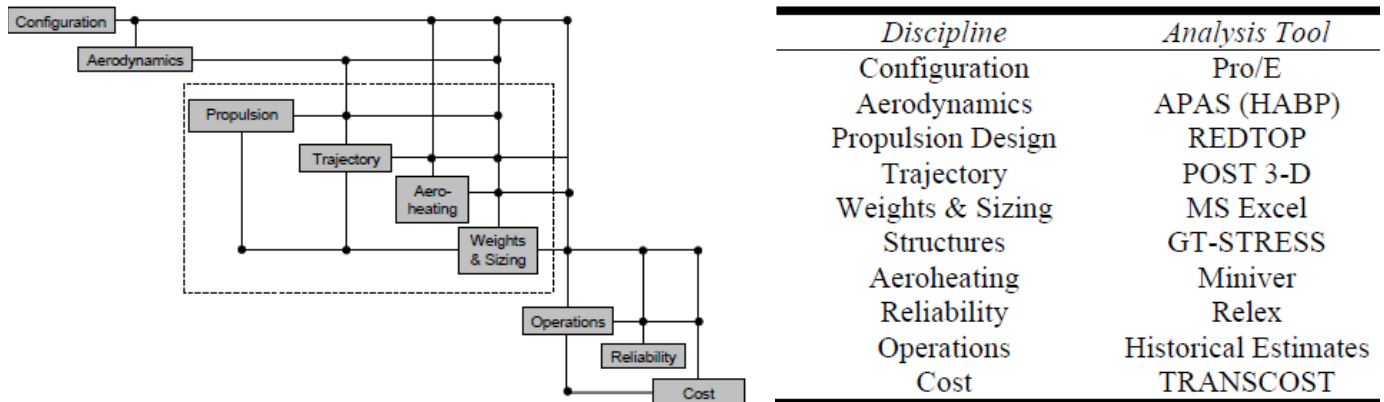 Configuration
Aerodynamics
Propulsion
Trajectory
Aero-
heating
Weights
& Sizing
Operations
Reliability
Cost
Discipline Analysis Tool
Configuration Pro/E
Aerodynamics APAS (HABP)
Propulsion Design REDTOP
Trajectory POST 3-D
Weights & Sizing MS Excel
Structures GT-STRESS
Aeroheating Miniver
Reliability Relex
Operations Historical Estimates
Cost TRANSCOST